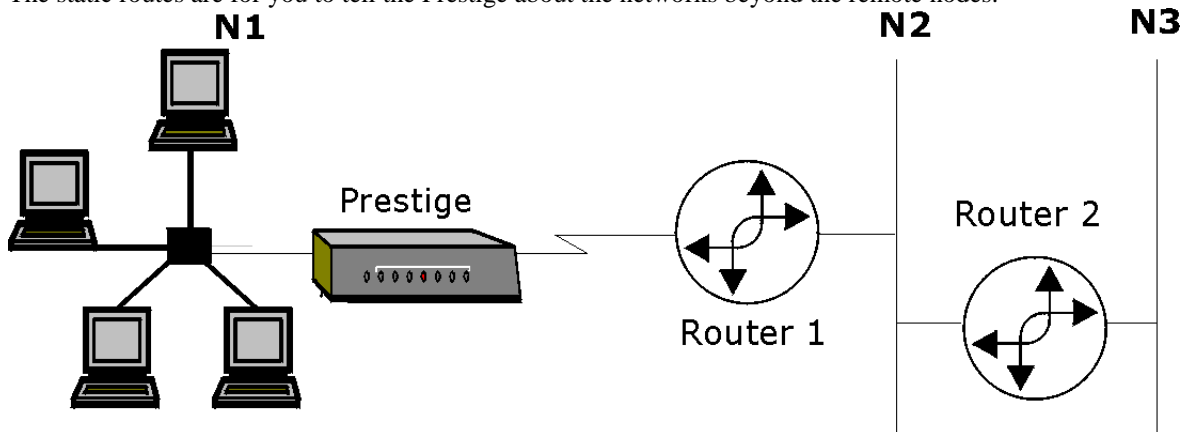 The static routes are for you to tell the Prestige about the networks beyond the remote nodes.
N1
N2
N3
Prestige
Router 1
Router 2